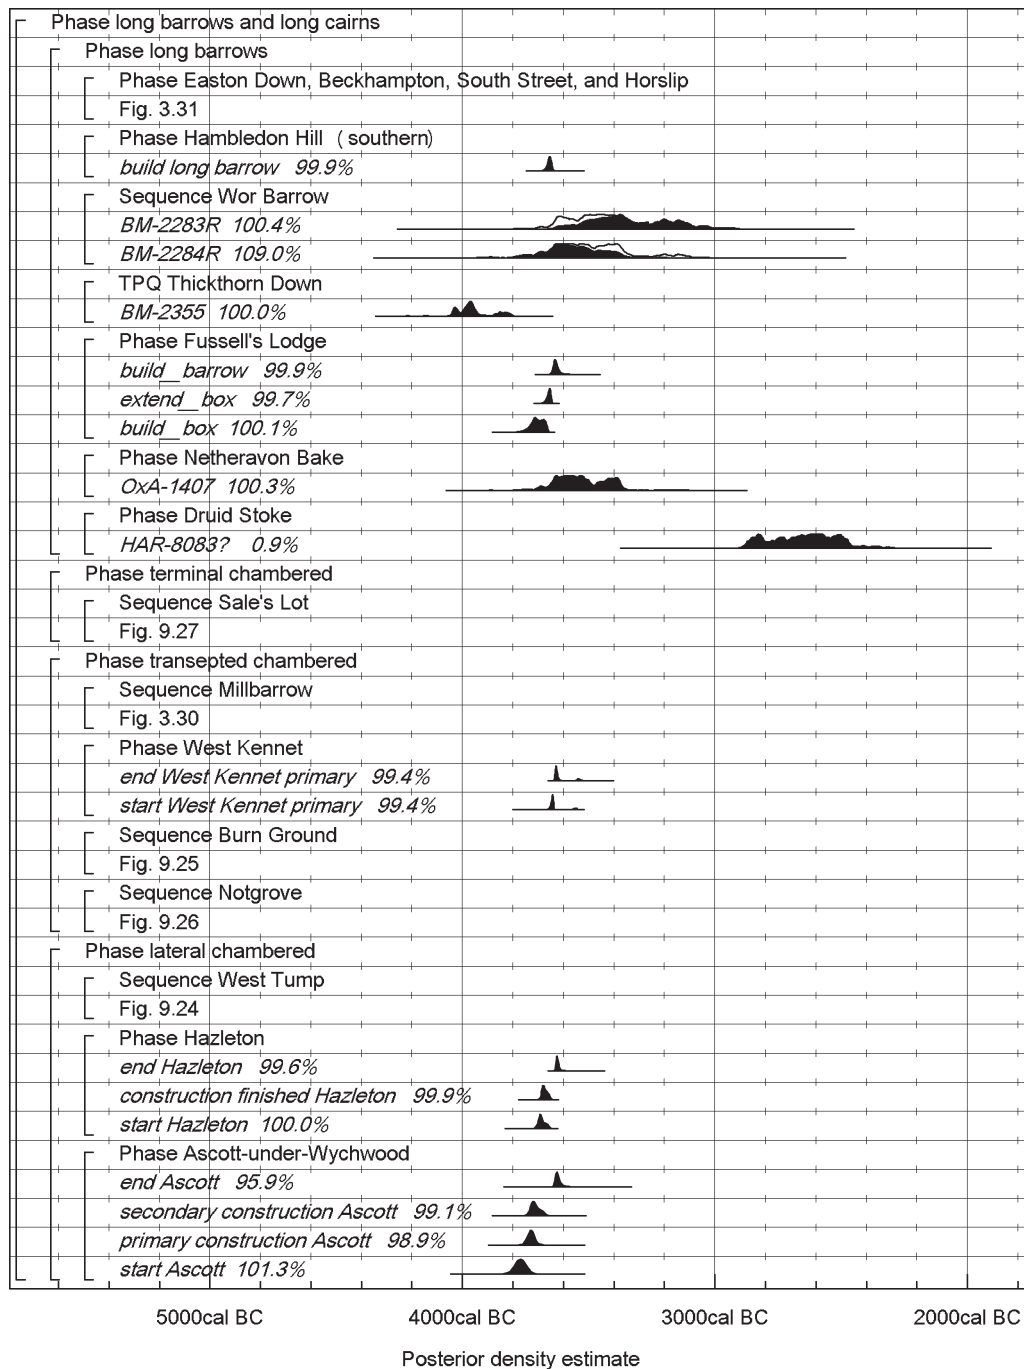 Phase long barrows and long cairns
Phase long barrows
Phase Easton Down, Beckhampton, South Street, and Horslip
Fig. 3.31
Phase Hambledon Hill ( southern)
build long barrow 99.9%
Sequence Wor Barrow
BM-2283R 100.4%
BM-2284R 109.0%
TPQ Thickthorn Down
BM-2355 100.0%
Phase Fussell's Lodge
build__barrow 99.9%
extend__box 99.7%
build__box 100.1%
Phase Netheravon Bake
OxA-1407 100.3%
Phase Druid Stoke
HAR-8083? 0.9%
Phase terminal chambered
Sequence Sale's Lot
Fig. 9.27
Phase transepted chambered
Sequence Millbarrow
Fig. 3.30
Phase West Kennet
end West Kennet primary 99.4%
start West Kennet primary 99.4%
Sequence Burn Ground
Fig. 9.25
Sequence Notgrove
Fig. 9.26
Phase lateral chambered
Sequence West Tump
Fig. 9.24
Phase Hazleton
end Hazleton 99.6%
construction finished Hazleton 99.9%
start Hazleton 100.0%
Phase Ascott-under-Wychwood
end Ascott 95.9%
secondary construction Ascott 99.1%
primary construction Ascott 98.9%
start Ascott 101.3%
5000cal BC 4000cal BC 3000cal BC 2000cal BC
Posterior density estimate